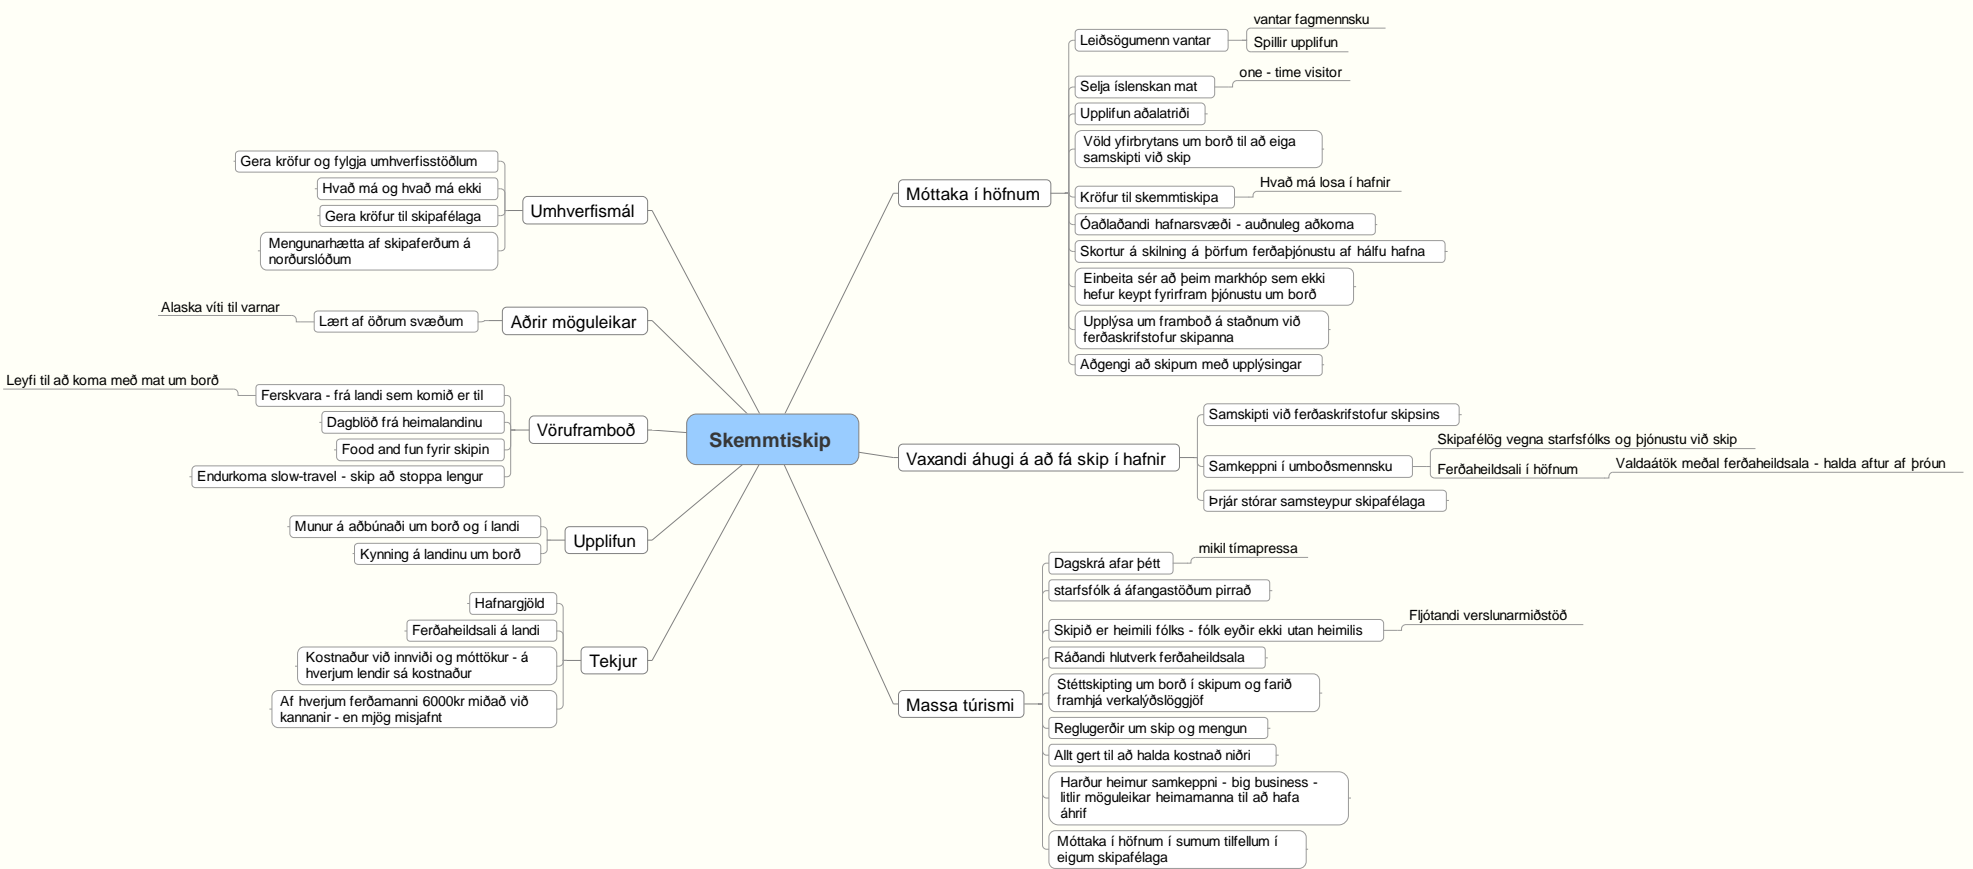 Skemmtiskip
Móttaka í höfnum
Leiðsögumenn vantar
vantar fagmennsku
Spillir upplifun
Selja íslenskan mat
one - time visitor
Upplifun aðalatriði
Völd yfirbrytans um borð til að eiga
samskipti við skip
Kröfur til skemmtiskipa
Hvað má losa í hafnir
Óaðlaðandi hafnarsvæði - auðnuleg aðkoma
Skortur á skilning á þörfum ferðaþjónustu af hálfu hafna
Einbeita sér að þeim markhóp sem ekki
hefur keypt fyrirfram þjónustu um borð
Upplýsa um framboð á staðnum við
ferðaskrifstofur skipanna
Aðgengi að skipum með upplýsingar
Vaxandi áhugi á að fá skip í hafnir
Samskipti við ferðaskrifstofur skipsins
Samkeppni í umboðsmennsku
Skipafélög vegna starfsfólks og þjónustu við skip
Ferðaheildsali í höfnum
Valdaátök meðal ferðaheildsala - halda aftur af þróun
Þrjár stórar samsteypur skipafélaga
Massa túrismi
Dagskrá afar þétt
mikil tímapressa
starfsfólk á áfangastöðum pirrað
Skipið er heimili fólks - fólk eyðir ekki utan heimilis
Fljótandi verslunarmiðstöð
Ráðandi hlutverk ferðaheildsala
Stéttskipting um borð í skipum og farið
framhjá verkalýðslöggjöf
Reglugerðir um skip og mengun
Allt gert til að halda kostnað niðri
Harður heimur samkeppni - big business -
litlir möguleikar heimamanna til að hafa
áhrif
Móttaka í höfnum í sumum tilfellum í
eigum skipafélaga
Umhverfismál
Gera kröfur og fylgja umhverfisstöðlum
Hvað má og hvað má ekki
Gera kröfur til skipafélaga
Mengunarhætta af skipaferðum á
norðurslóðum
Aðrir möguleikar
Lært af öðrum svæðum
Alaska víti til varnar
Vöruframboð
Ferskvara - frá landi sem komið er til
Leyfi til að koma með mat um borð
Dagblöð frá heimalandinu
Food and fun fyrir skipin
Endurkoma slow-travel - skip að stoppa lengur
Upplifun
Munur á aðbúnaði um borð og í landi
Kynning á landinu um borð
Tekjur
Hafnargjöld
Ferðaheildsali á landi
Kostnaður við innviði og móttökur - á
hverjum lendir sá kostnaður
Af hverjum ferðamanni 6000kr miðað við
kannanir - en mjög misjafnt